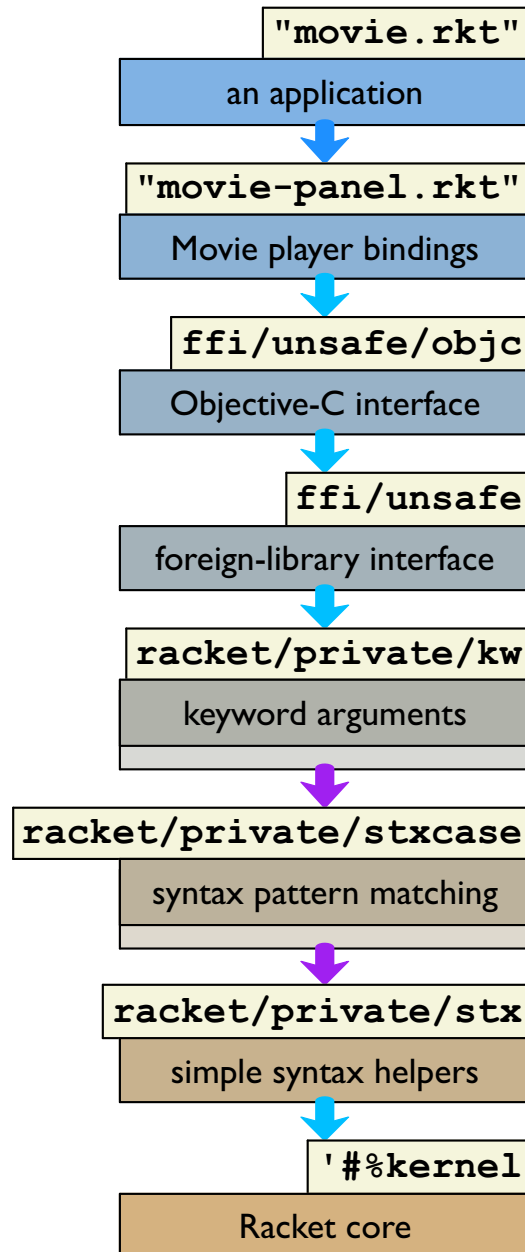 "movie.rkt"
an application
"movie-panel.rkt"
Movie player bindings
ffi/unsafe/objc
Objective-C interface
ffi/unsafe
foreign-library interface
racket/private/kw
keyword arguments
racket/private/stxcase
syntax pattern matching
racket/private/stx
simple syntax helpers
'#%kernel
Racket core